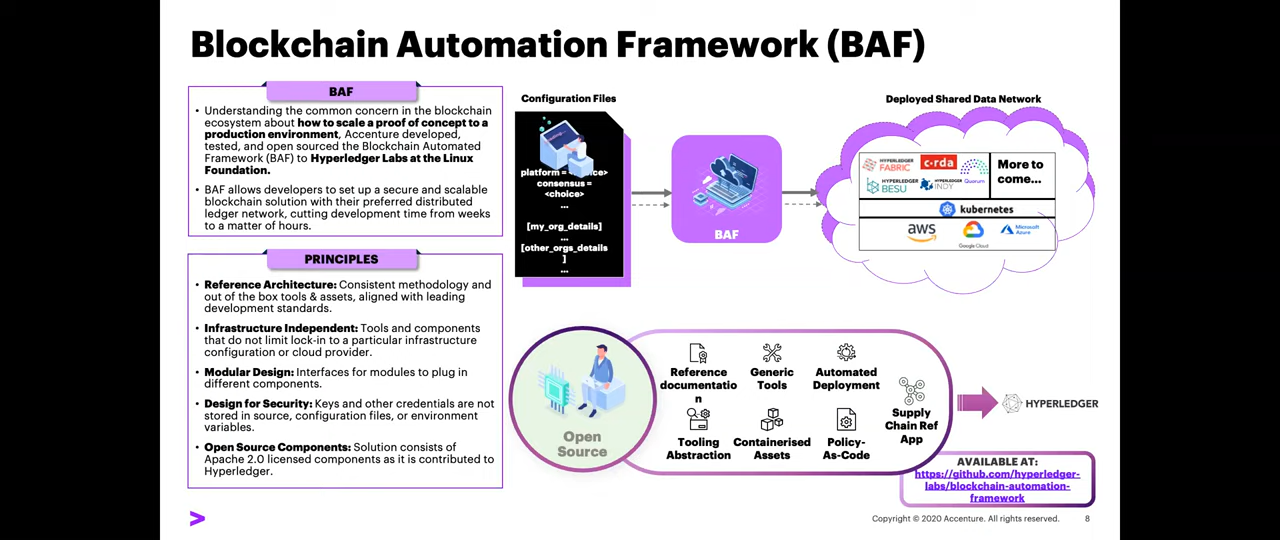 Blockchain Automation Framework (BAF)
BAF
• Understanding the common concern in the blockchain
ecosystem about how to scale a proof of concept to a
production environment, Accenture developed,
tested, and open sourced the Blockchain Automated
Framework (BAF) to Hyperledger Labs at the Linux
Foundation.
• BAF allows developers to set up a secure and scalable
blockchain solution with their preferred distributed
ledger network, cutting development time from weeks
to a matter of hours.
PRINCIPLES
• Reference Architecture: Consistent methodology and
out of the box tools & assets, aligned with leading
development standards.
• Infrastructure Independent: Tools and components
that do not limit lock-in to a particular infrastructure
configuration or cloud provider.
• Modular Design: Interfaces for modules to plug in
different components.
• Design for Security: Keys and other credentials are not
stored in source, configuration files, or environment
variables.
• Open Source Components: Solution consists of
Apache 2.0 licensed components as it is contributed to
Hyperledger.
Configuration Files
platform = ice>
consensus =
<choice>
...
[my_org_details]
...
[other_orgs_details
]
...
BAF
Deployed Shared Data Network
HYPERLEDGER
FABRIC
c·rda
HYPERLEDGER
BESU
HYPERLEDGER
INDY
Quorum
More to
come...
kubernetes
aws
Google Cloud
Microsoft
Azure
Open
Source
Reference
documentatio
n
Generic
Tools
Automated
Deployment
Tooling
Abstraction
Containerised
Assets
Policy-
As-Code
Supply
Chain Ref
App
HYPERLEDGER
AVAILABLE AT:
https://github.com/hyperledger-
labs/blockchain-automation-
framework
>
Copyright © 2020 Accenture. All rights reserved. 8